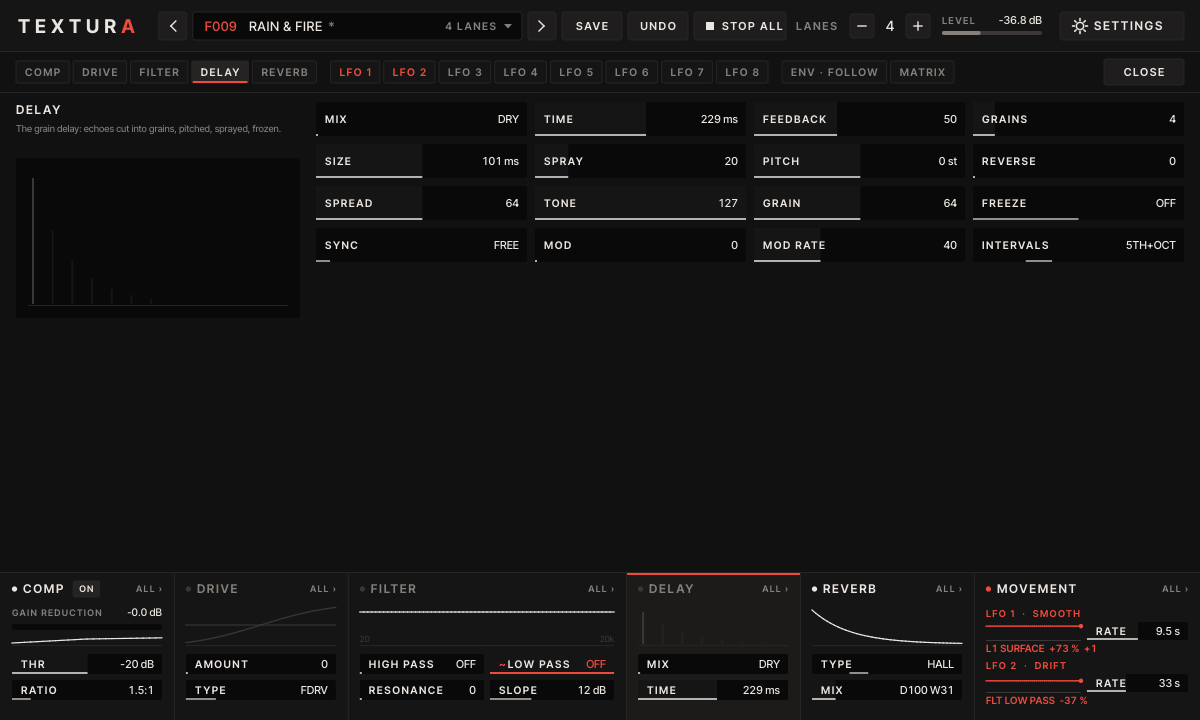 TEXTURA F009 RAIN & FIRE * 4 LANES SAVE UNDO STOP ALL LANES 4 LEVEL -36.8 dB SETTINGS
COMP DRIVE FILTER DELAY REVERB LFO 1 LFO 2 LFO 3 LFO 4 LFO 5 LFO 6 LFO 7 LFO 8 ENV · FOLLOW MATRIX CLOSE
DELAY
The grain delay: echoes cut into grains, pitched, sprayed, frozen.
MIX DRY TIME 229 ms FEEDBACK 50 GRAINS 4
SIZE 101 ms SPRAY 20 PITCH 0 st REVERSE 0
SPREAD 64 TONE 127 GRAIN 64 FREEZE OFF
SYNC FREE MOD 0 MOD RATE 40 INTERVALS 5TH+OCT
COMP ON ALL ›
GAIN REDUCTION -0.0 dB
THR -20 dB
RATIO 1.5:1
DRIVE ALL ›
AMOUNT 0
TYPE FDRV
FILTER ALL ›
20 20k
HIGH PASS OFF ~LOW PASS OFF
RESONANCE 0 SLOPE 12 dB
DELAY ALL ›
MIX DRY
TIME 229 ms
REVERB ALL ›
TYPE HALL
MIX D100 W31
MOVEMENT ALL ›
LFO 1 · SMOOTH
RATE 9.5 s
L1 SURFACE +73 % +1
LFO 2 · DRIFT
RATE 33 s
FLT LOW PASS -37 %